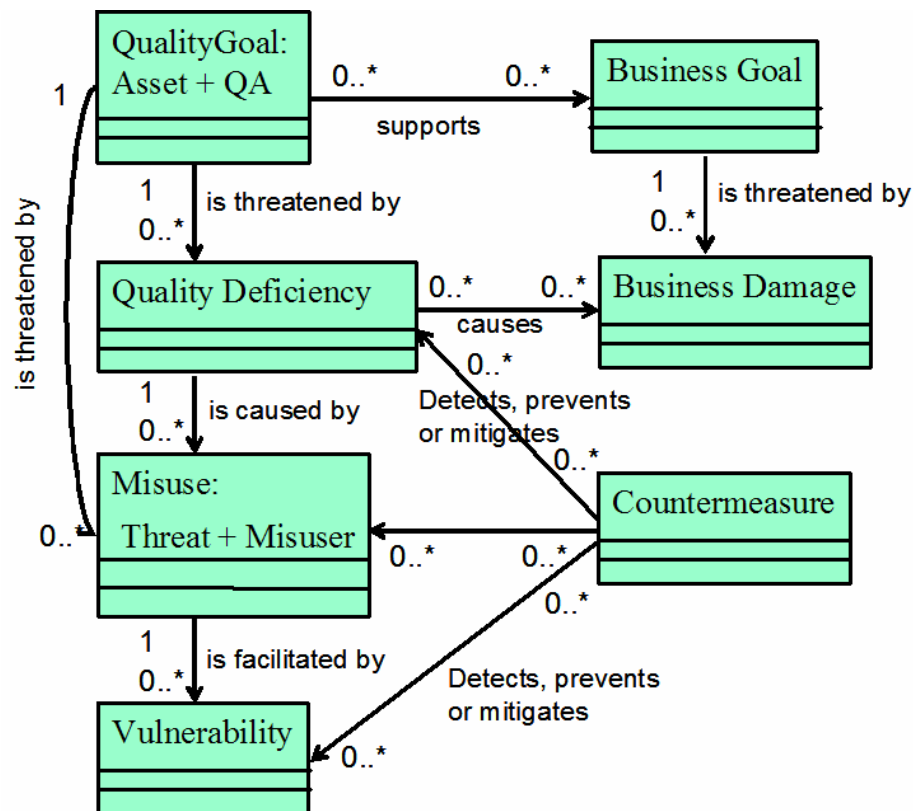 QualityGoal:
Asset + QA
Business Goal
1
0..*
0..*
supports
1
0..*
is threatened by
1
0..*
is threatened by
is threatened by
Quality Deficiency
0..*
0..*
causes
Business Damage
0..*
Detects, prevents
or mitigates
0..*
1
0..*
is caused by
Misuse:
Threat + Misuser
0..*
0..*
0..*
0..*
Countermeasure
1
0..*
is facilitated by
Detects, prevents
or mitigates
0..*
Vulnerability